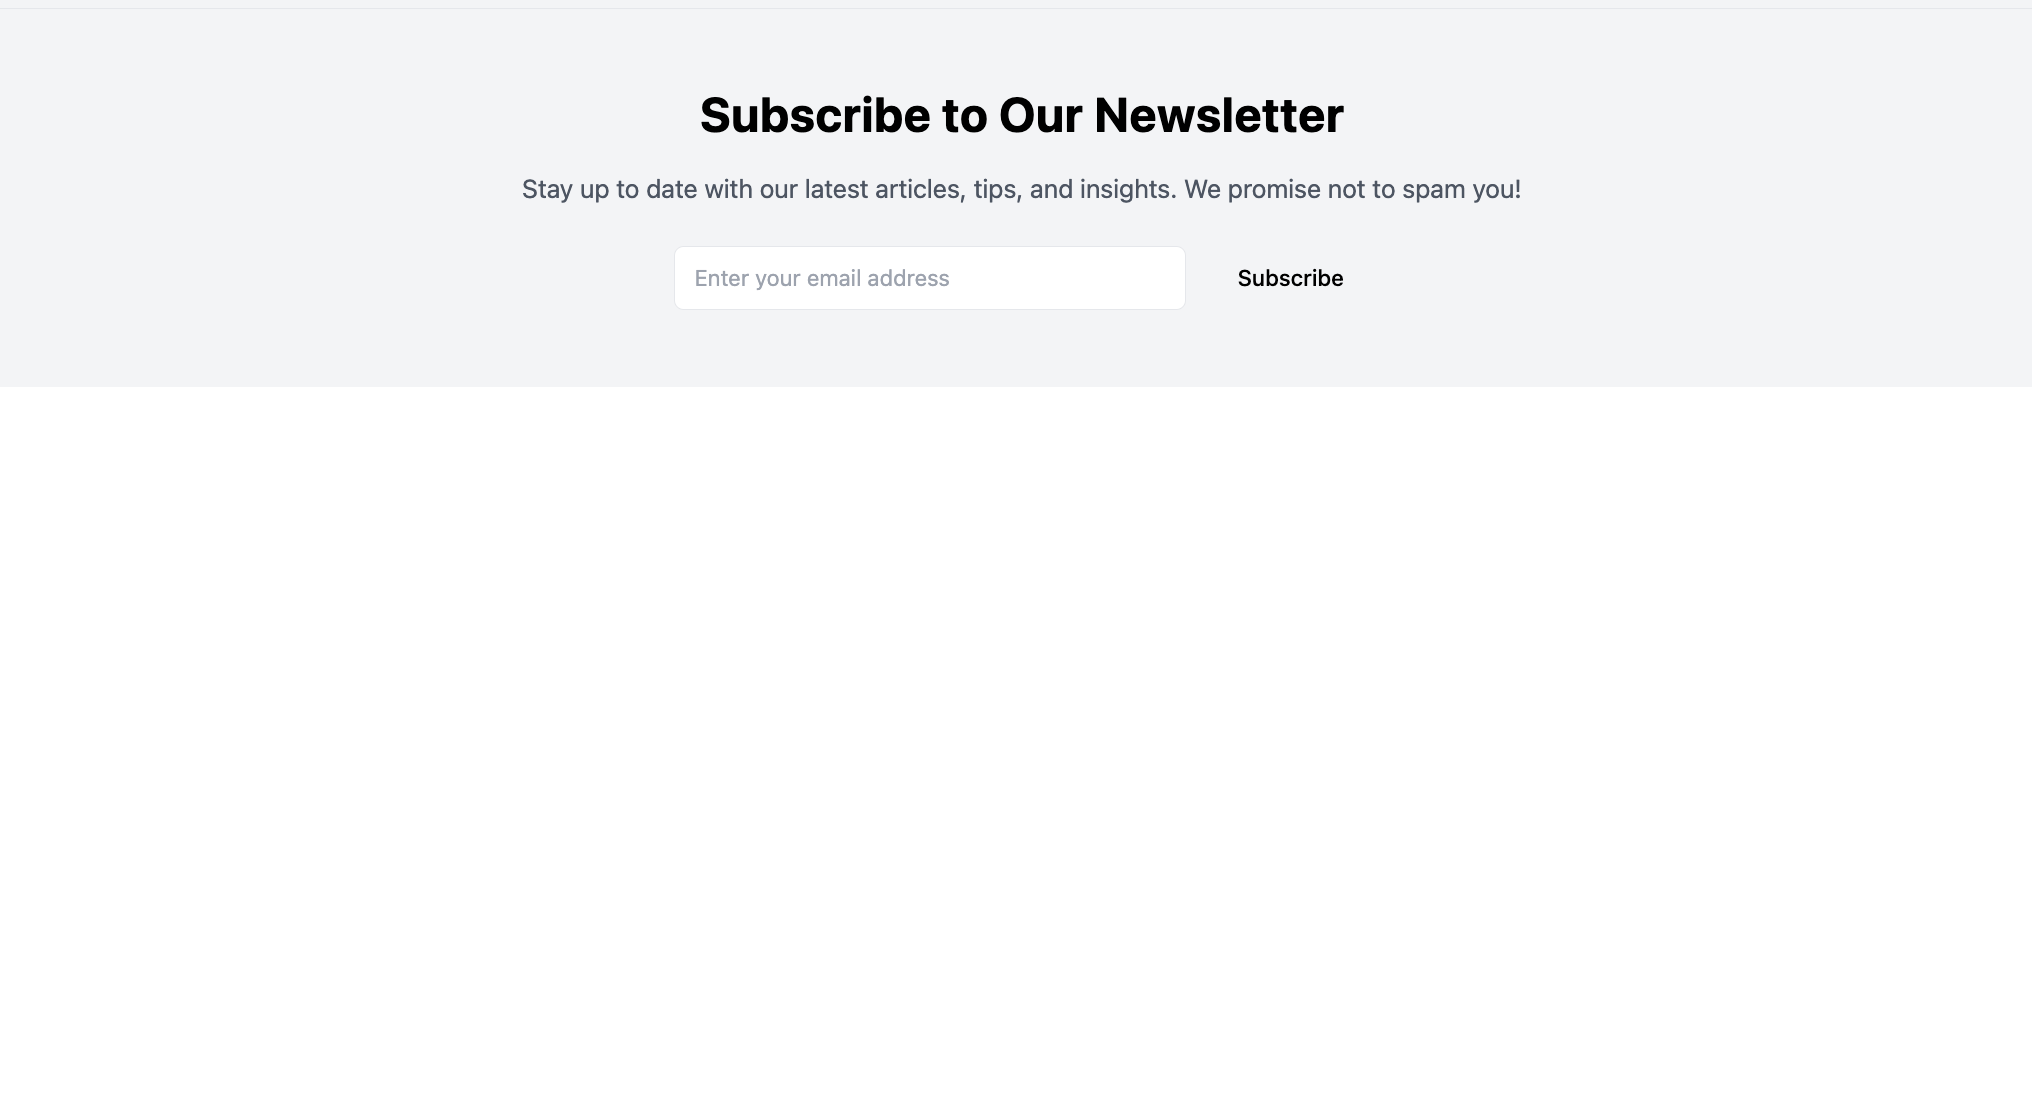 Subscribe to Our Newsletter
Stay up to date with our latest articles, tips, and insights. We promise not to spam you!
Enter your email address
Subscribe